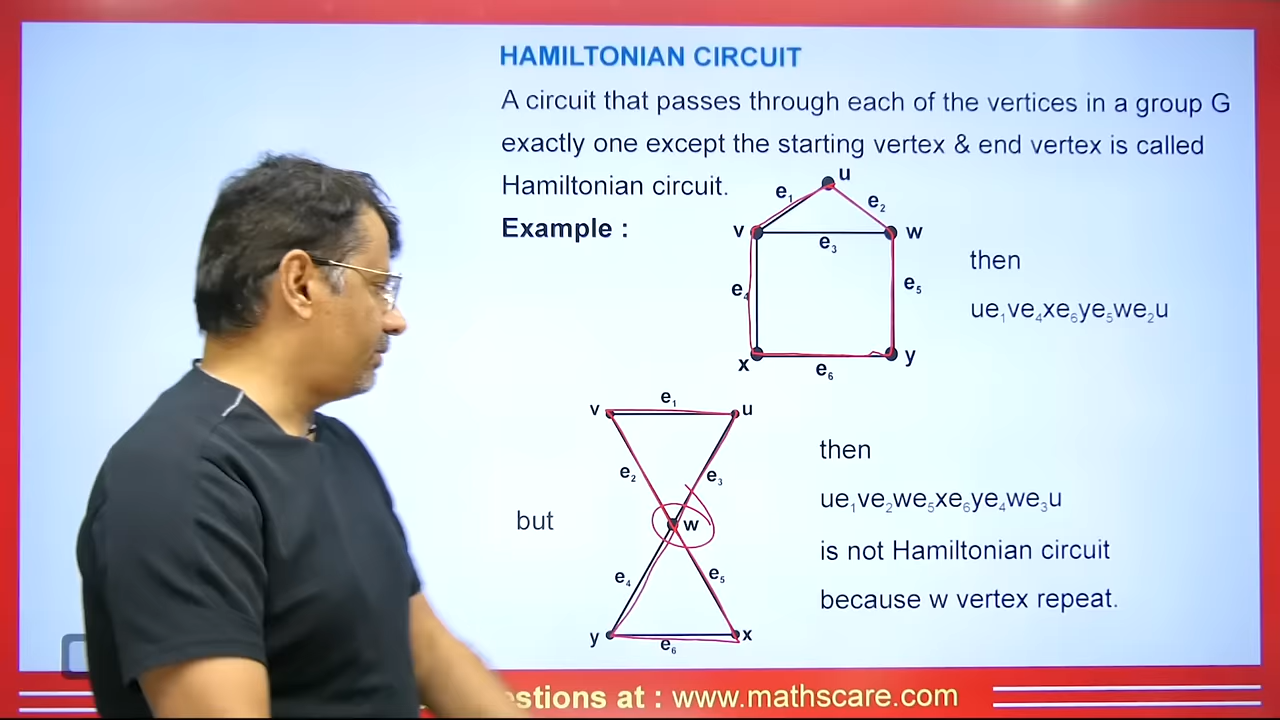 HAMILTONIAN CIRCUIT
A circuit that passes through each of the vertices in a group G
exactly one except the starting vertex & end vertex is called
Hamiltonian circuit.
Example :
u
e₁
e₂
v
w
e₃
e₄
e₅
x
y
e₆
then
ue₁ve₄xe₆ye₅we₂u
but
v
e₁
u
e₂
e₃
w
e₄
e₅
y
x
e₆
then
ue₁ve₂we₅xe₆ye₄we₃u
is not Hamiltonian circuit
because w vertex repeat.
at : www.mathscare.com